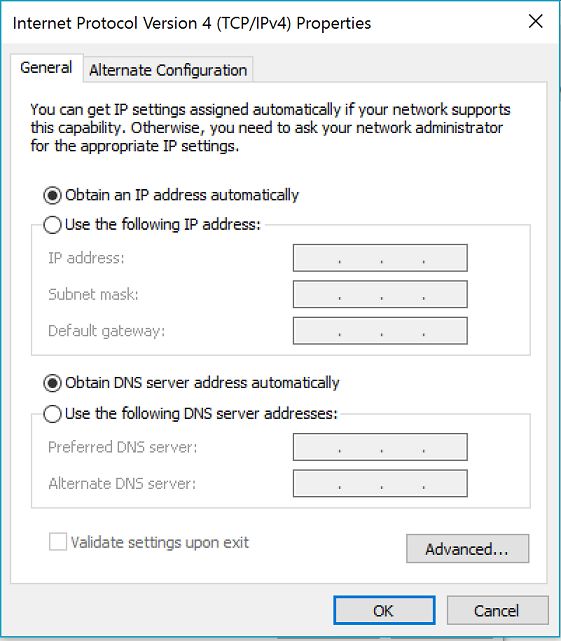 Internet Protocol Version 4 (TCP/IPv4) Properties
General
Alternate Configuration
You can get IP settings assigned automatically if your network supports
this capability. Otherwise, you need to ask your network administrator
for the appropriate IP settings.
Obtain an IP address automatically
Use the following IP address:
IP address:
. . .
Subnet mask:
. . .
Default gateway:
. . .
Obtain DNS server address automatically
Use the following DNS server addresses:
Preferred DNS server:
. . .
Alternate DNS server:
. . .
Validate settings upon exit
Advanced...
OK
Cancel